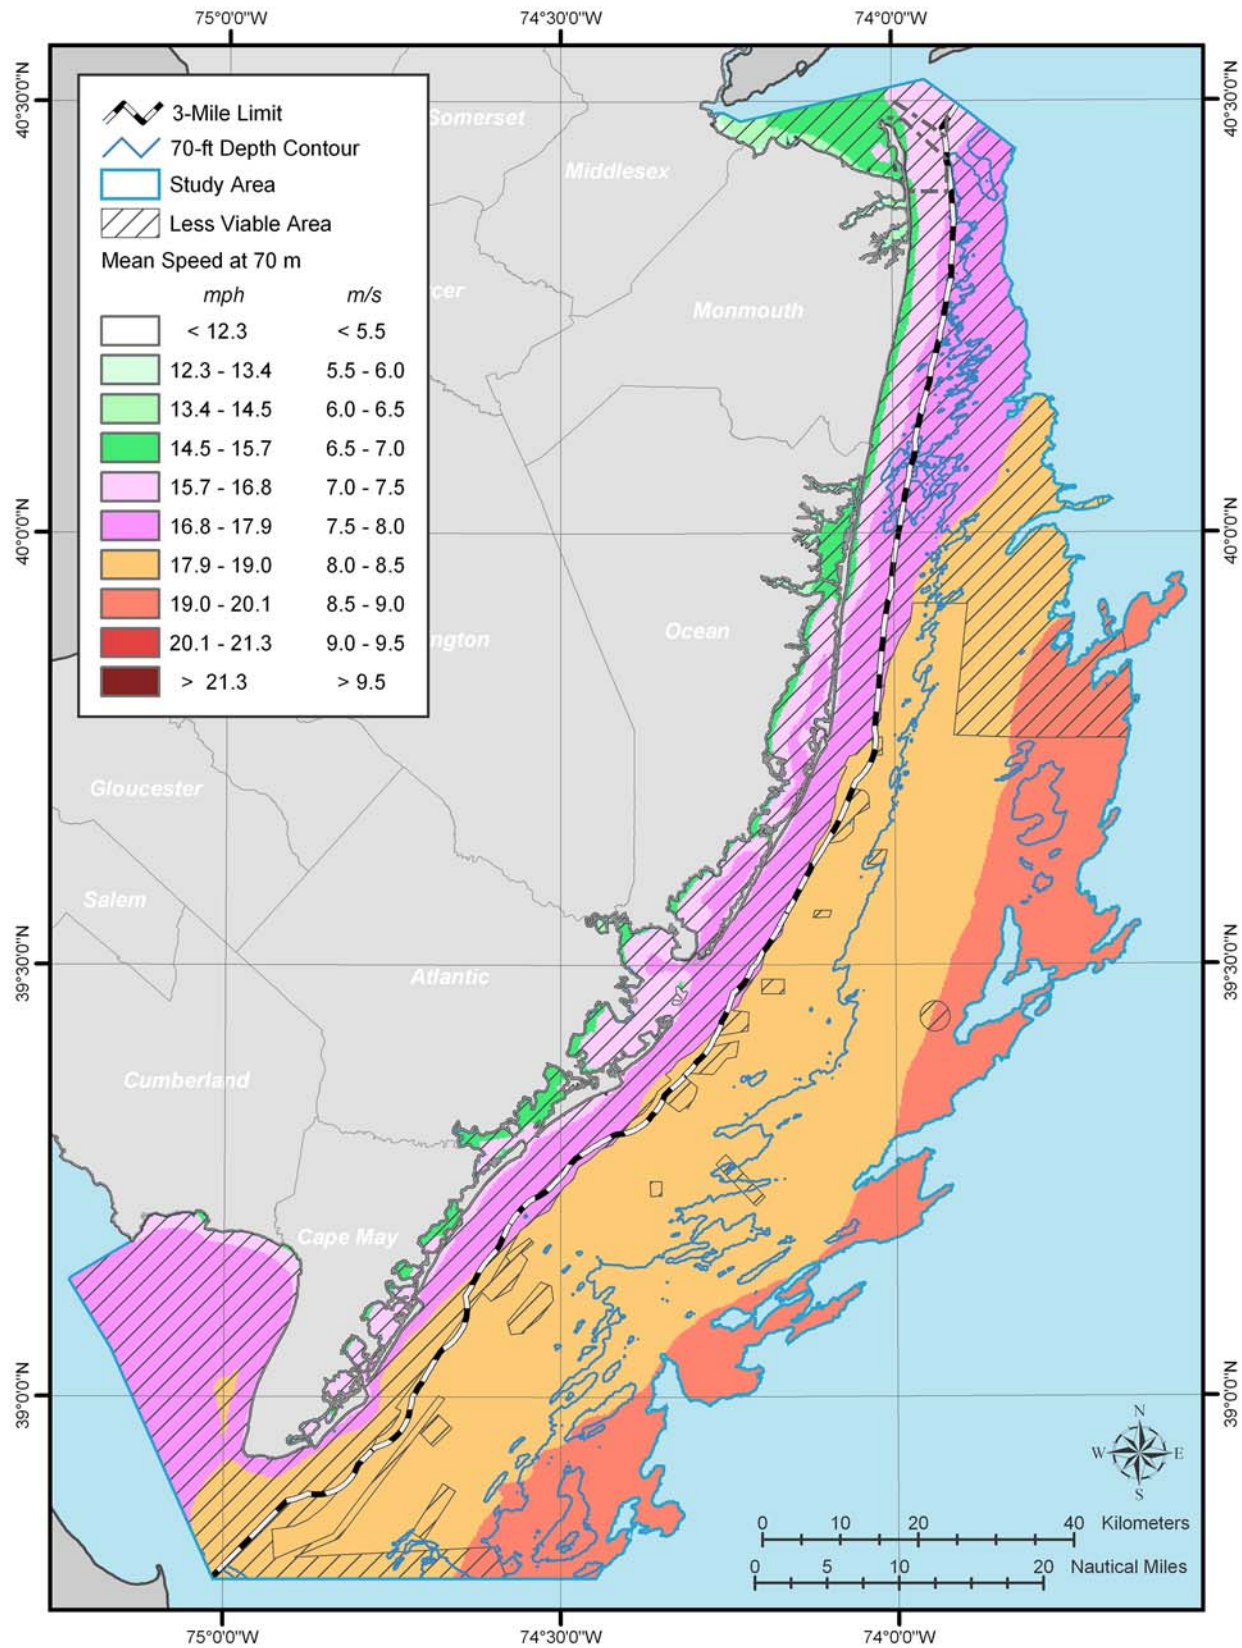 75°0'0"W 74°30'0"W 74°0'0"W
40°30'0"N 40°30'0"N
3-Mile Limit
70-ft Depth Contour
Study Area
Less Viable Area
Mean Speed at 70 m
mph m/s
< 12.3 < 5.5
12.3 - 13.4 5.5 - 6.0
13.4 - 14.5 6.0 - 6.5
14.5 - 15.7 6.5 - 7.0
15.7 - 16.8 7.0 - 7.5
16.8 - 17.9 7.5 - 8.0
17.9 - 19.0 8.0 - 8.5
19.0 - 20.1 8.5 - 9.0
20.1 - 21.3 9.0 - 9.5
> 21.3 > 9.5
Somerset
Middlesex
cer
Monmouth
40°0'0"N 40°0'0"N
ngton
Ocean
Gloucester
Salem
Atlantic
39°30'0"N 39°30'0"N
Cumberland
Cape May
39°0'0"N 39°0'0"N
N
W E
S
0 10 20 40 Kilometers
0 5 10 20 Nautical Miles
75°0'0"W 74°30'0"W 74°0'0"W